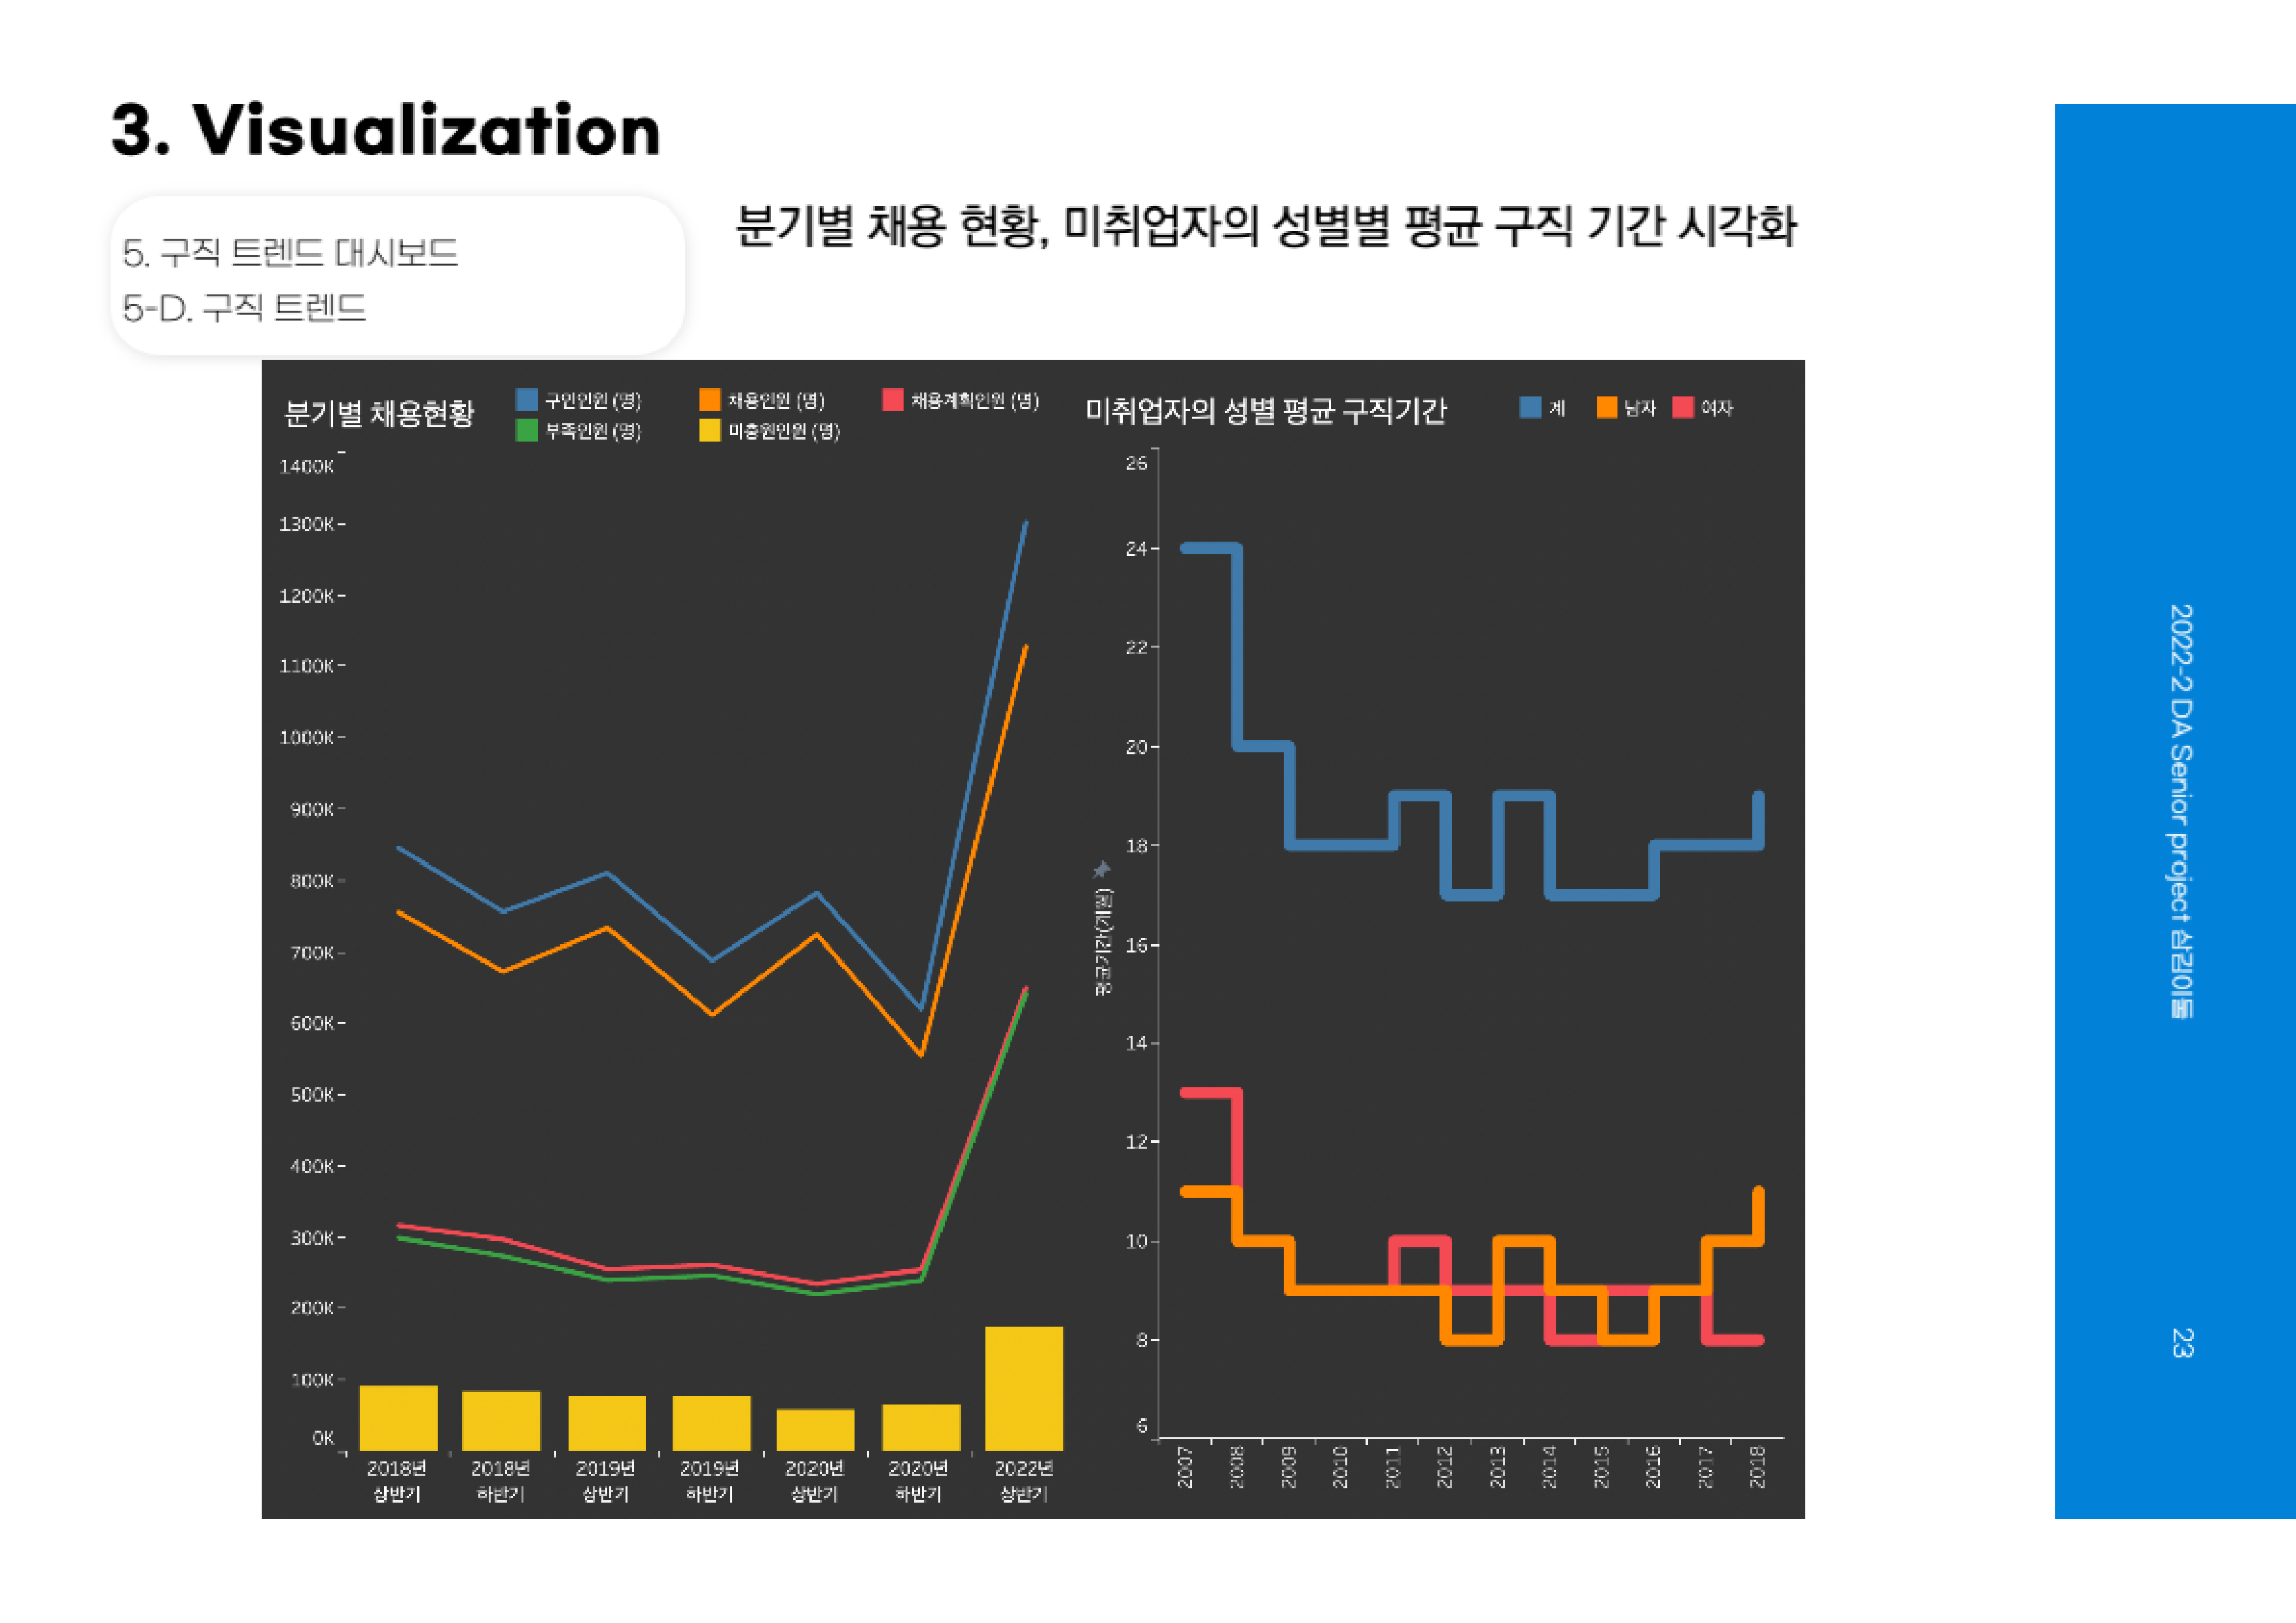 3. Visualization
5. 구직 트렌드 대시보드
5-D. 구직 트렌드
분기별 채용 현황, 미취업자의 성별별 평균 구직 기간 시각화
분기별 채용현황
구인인원 (명)
채용인원 (명)
채용계획인원 (명)
부족인원 (명)
미충원인원 (명)
1400K
1300K
1200K
1100K
1000K
900K
800K
700K
600K
500K
400K
300K
200K
100K
0K
2018년 상반기
2018년 하반기
2019년 상반기
2019년 하반기
2020년 상반기
2020년 하반기
2022년 상반기
미취업자의 성별 평균 구직기간
계
남자
여자
평균기간(개월)
26
24
22
20
18
16
14
12
10
8
6
2007
2008
2009
2010
2011
2012
2013
2014
2015
2016
2017
2018
2022-2 DA Senior project 삼김이들
23